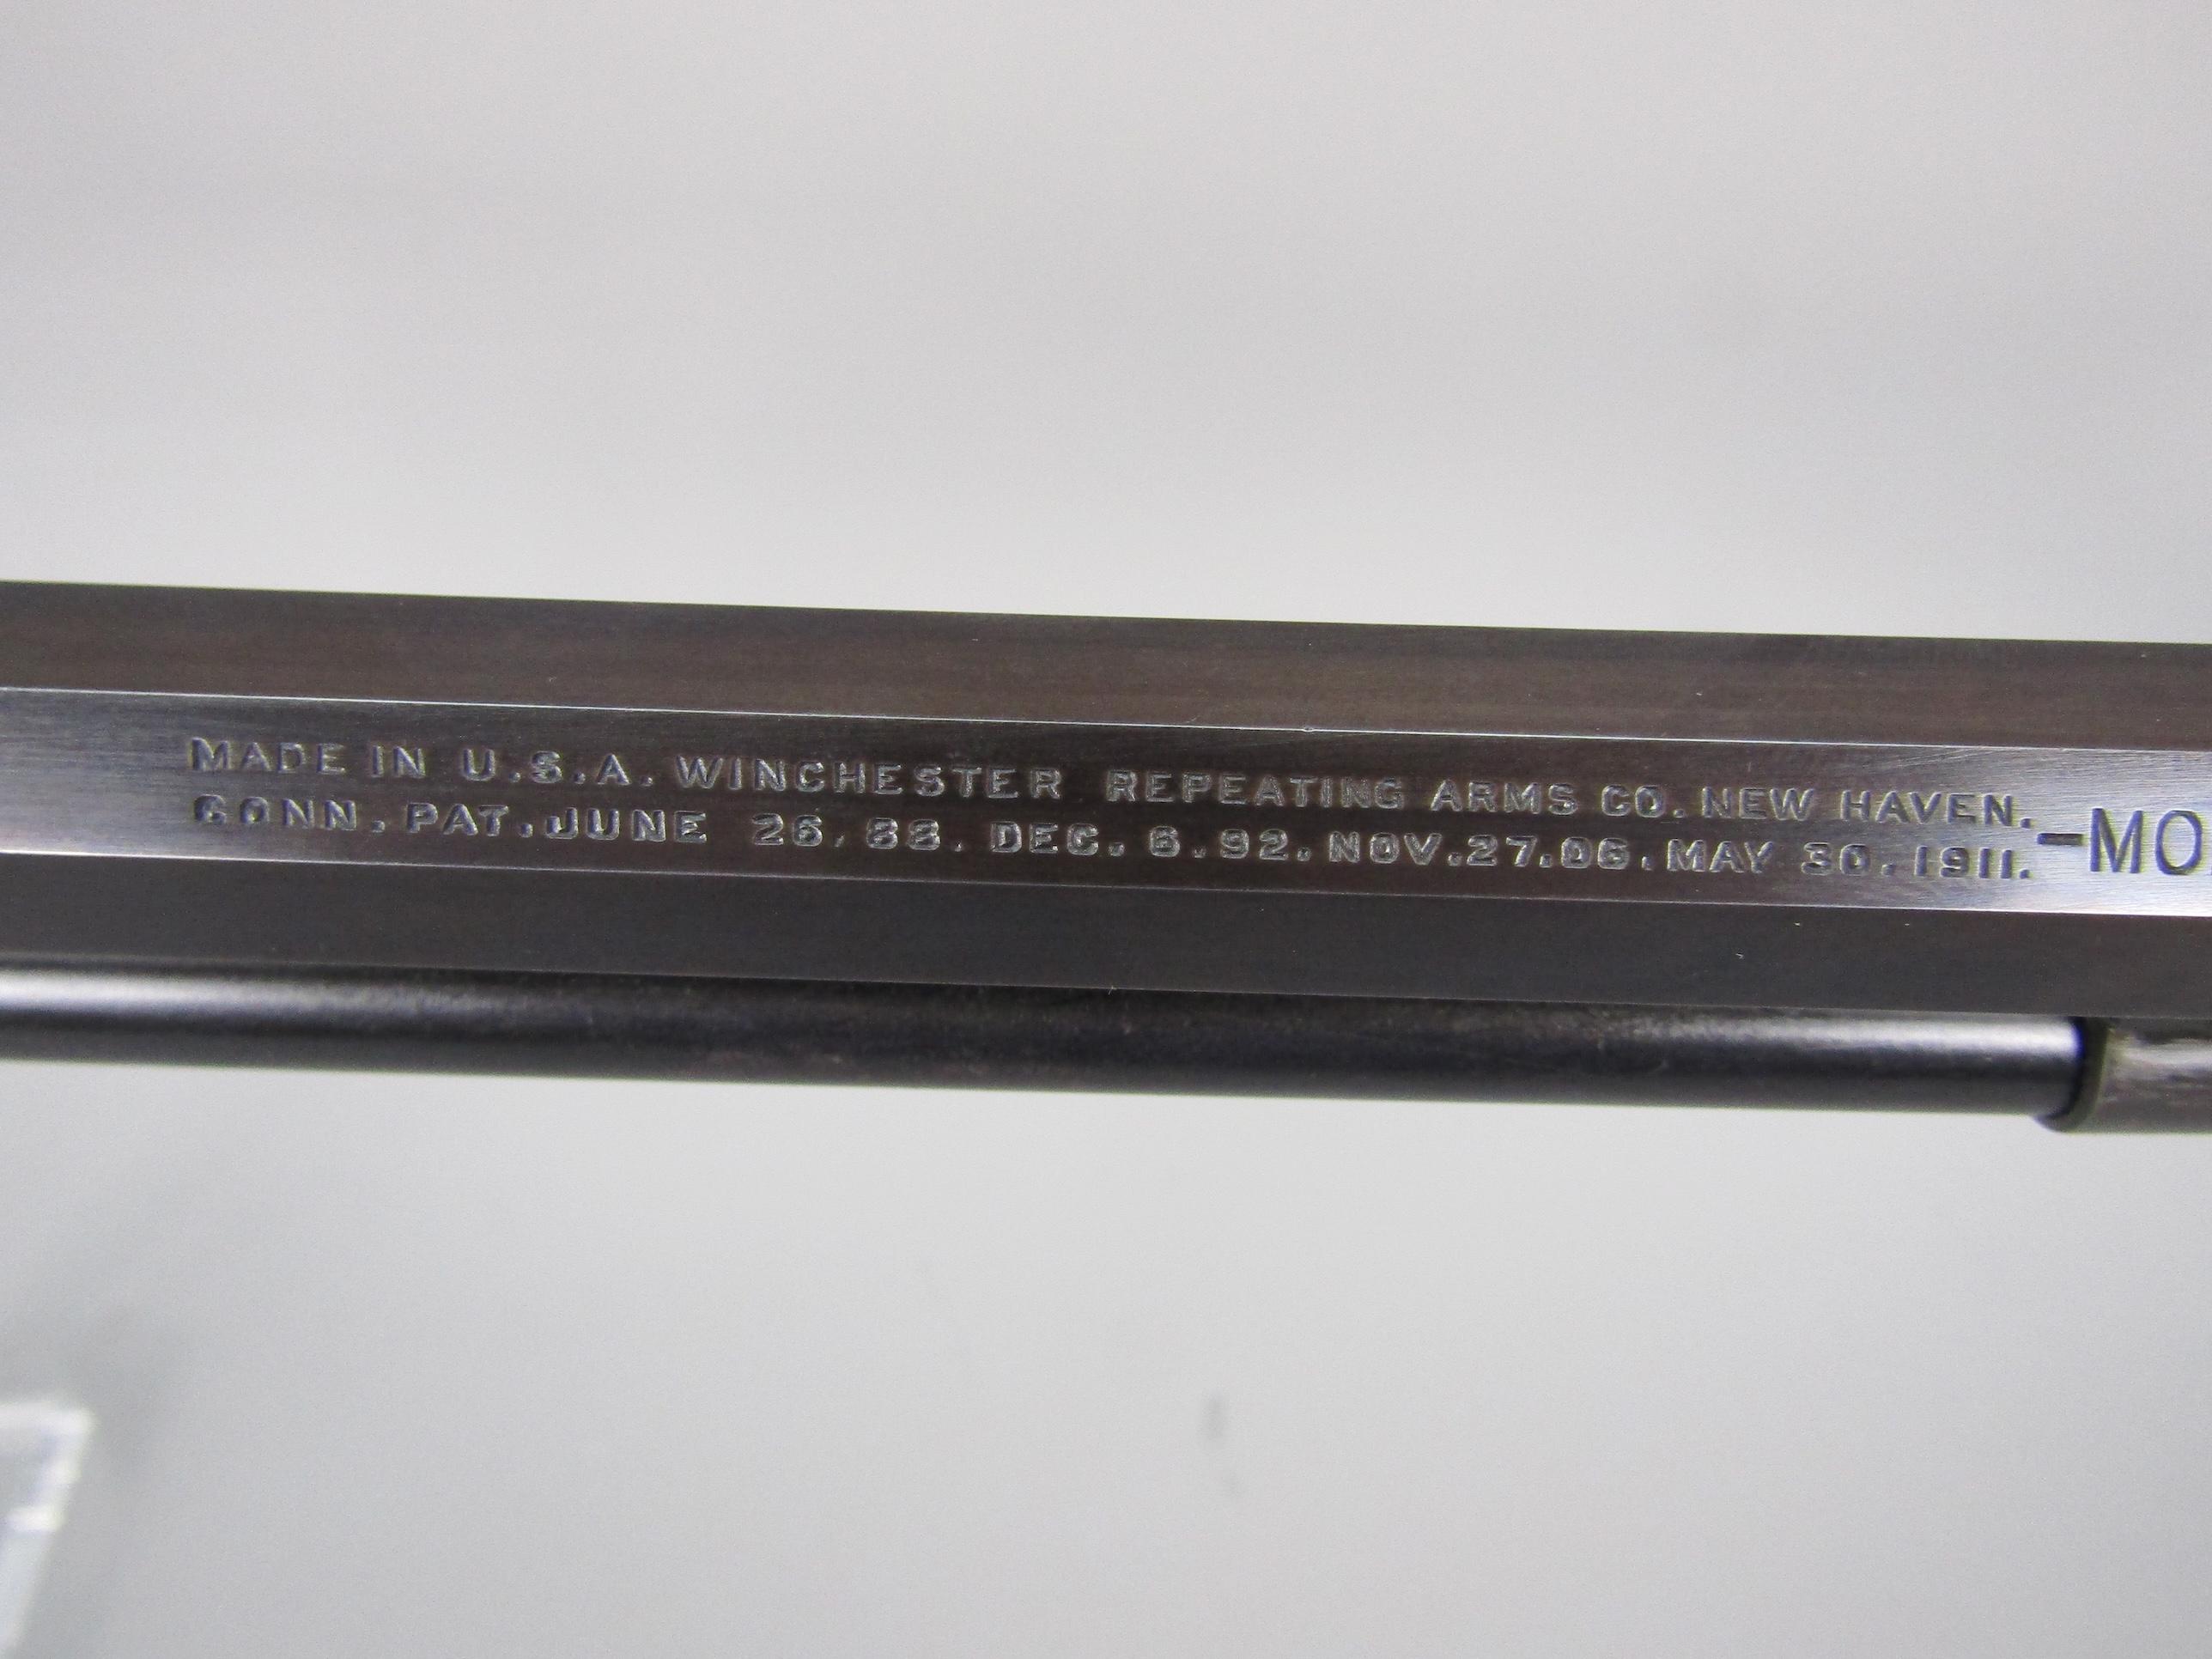 MADE IN U.S.A. WINCHESTER REPEATING ARMS CO. NEW HAVEN.
CONN. PAT. JUNE 26. 88. DEC. 6. 92. NOV. 27. 06. MAY 30. 1911. -MO